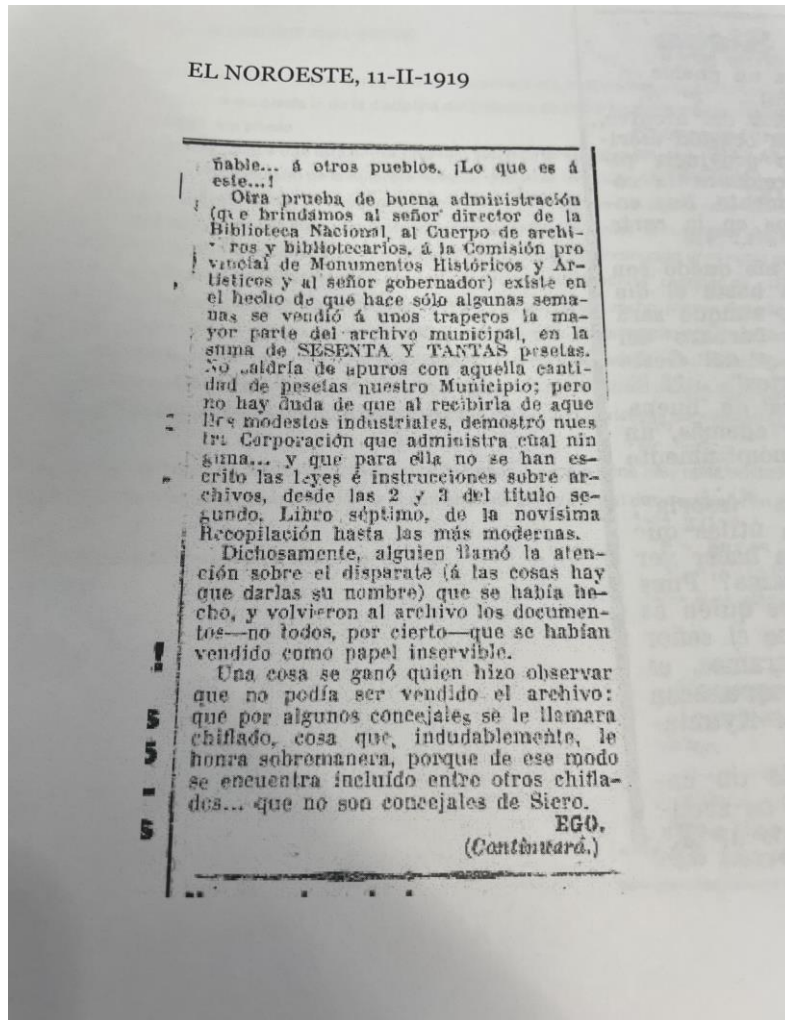 EL NOROESTE, 11-II-1919
ñable... á otros pueblos. ¡Lo que es á
este...!
Otra prueba de buena administración
(que brindamos al señor director de la
Biblioteca Nacional, al Cuerpo de archi-
ros y bibliotecarios, á la Comisión pro
vincial de Monumentos Históricos y Ar-
tísticos y al señor gobernador) existe en
el hecho de que hace sólo algunas sema-
nas se vendió á unos traperos la ma-
yor parte del archivo municipal, en la
suma de SESENTA Y TANTAS pesetas.
No saldría de apuros con aquella canti-
dad de pesetas nuestro Municipio; pero
no hay duda de que al recibirla de aque
llos modestos industriales, demostró nues
tra Corporación que administra cual nin
guna... y que para ella no se han es-
crito las leyes é instrucciones sobre ar-
chivos, desde las 2 y 3 del título se-
gundo, Libro séptimo, de la novísima
Recopilación hasta las más modernas.
Dichosamente, alguien llamó la aten-
ción sobre el disparate (á las cosas hay
que darlas su nombre) que se había he-
cho, y volvieron al archivo los documen-
tos—no todos, por cierto—que se habían
vendido como papel inservible.
Una cosa se ganó quien hizo observar
que no podía ser vendido el archivo:
que por algunos concejales se le llamara
chiflado, cosa que, indudablemente, le
honra sobremanera, porque de ese modo
se encuentra incluído entre otros chifla-
dos... que no son concejales de Siero.
EGO.
(Continuará.)